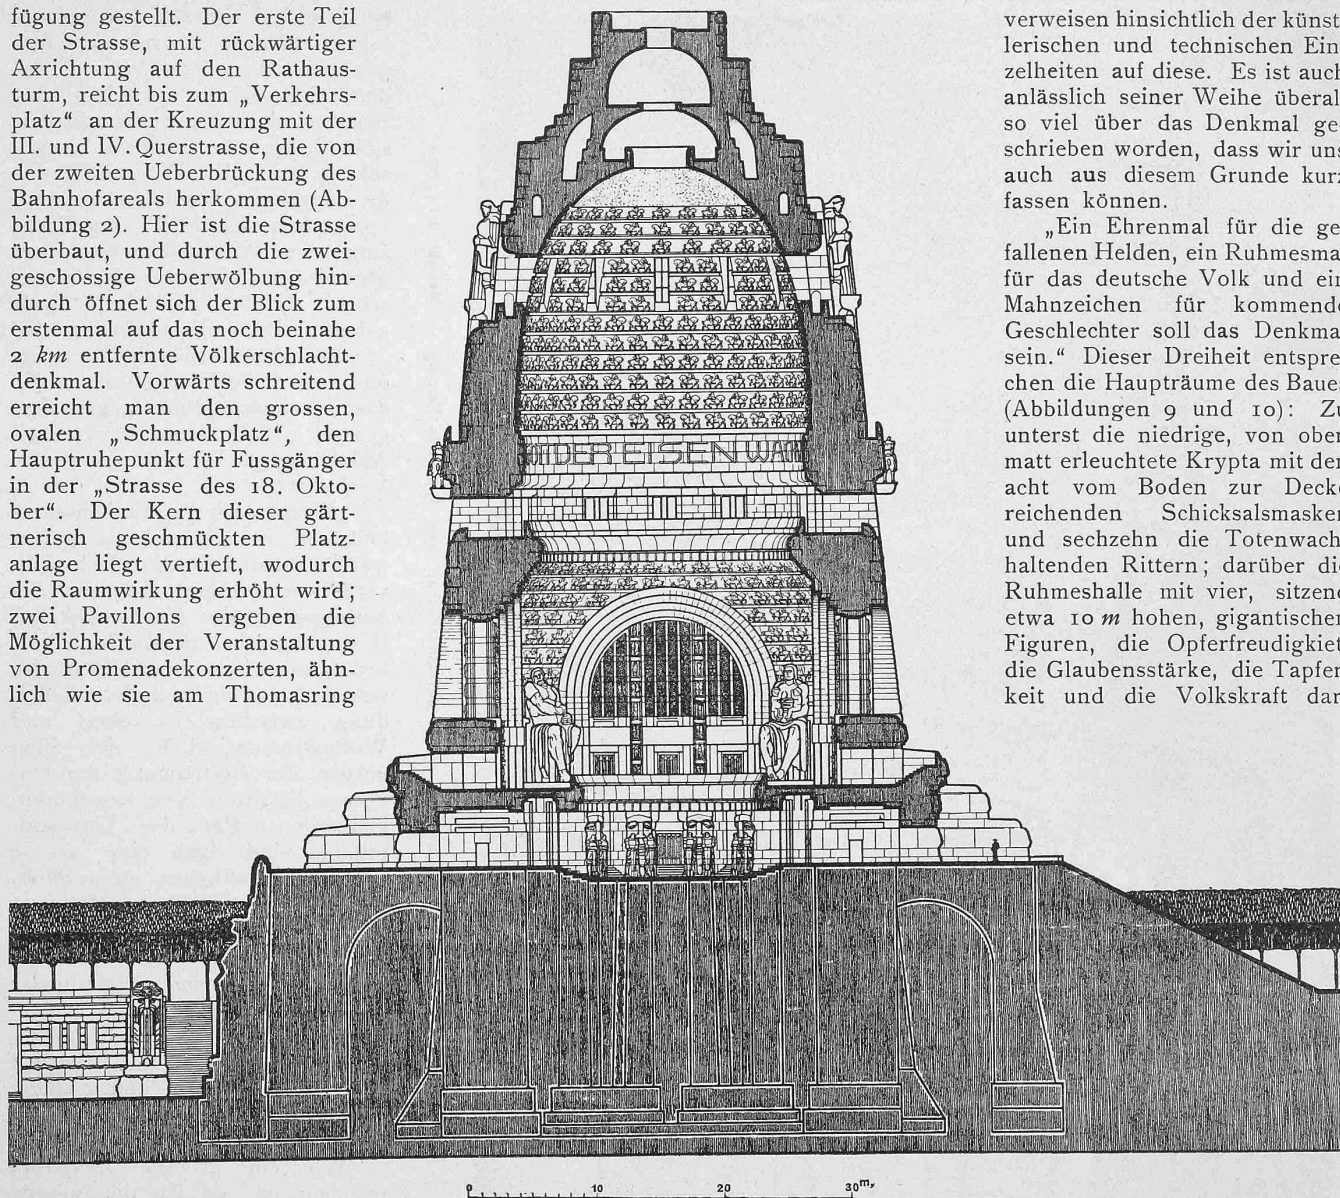 fügung gestellt. Der erste Teil
der Strasse, mit rückwärtiger
Axrichtung auf den Rathaus-
turm, reicht bis zum „Verkehrs-
platz“ an der Kreuzung mit der
III. und IV. Querstrasse, die von
der zweiten Ueberbrückung des
Bahnhofareals herkommen (Ab-
bildung 2). Hier ist die Strasse
überbaut, und durch die zwei-
geschossige Ueberwölbung hin-
durch öffnet sich der Blick zum
erstenmal auf das noch beinahe
2 km entfernte Völkerschlacht-
denkmal. Vorwärts schreitend
erreicht man den grossen,
ovalen „Schmuckplatz“, den
Hauptruhepunkt für Fussgänger
in der „Strasse des 18. Okto-
ber“. Der Kern dieser gärt-
nerisch geschmückten Platz-
anlage liegt vertieft, wodurch
die Raumwirkung erhöht wird;
zwei Pavillons ergeben die
Möglichkeit der Veranstaltung
von Promenadekonzerten, ähn-
lich wie sie am Thomasring
DER EISEN
0 10 20 30 m,
verweisen hinsichtlich der künst
lerischen und technischen Ein
zelheiten auf diese. Es ist auch
anlässlich seiner Weihe überal
so viel über das Denkmal ge-
schrieben worden, dass wir uns
auch aus diesem Grunde kurz
fassen können.
„Ein Ehrenmal für die ge
fallenen Helden, ein Ruhmesma
für das deutsche Volk und ein
Mahnzeichen für kommende
Geschlechter soll das Denkma
sein.“ Dieser Dreiheit entspre
chen die Haupträume des Baues
(Abbildungen 9 und 10): Zu
unterst die niedrige, von oben
matt erleuchtete Krypta mit den
acht vom Boden zur Decke
reichenden Schicksalsmasken
und sechzehn die Totenwach
haltenden Rittern; darüber die
Ruhmeshalle mit vier, sitzend
etwa 10 m hohen, gigantischen
Figuren, die Opferfreudigkiet
die Glaubensstärke, die Tapfer
keit und die Volkskraft dar